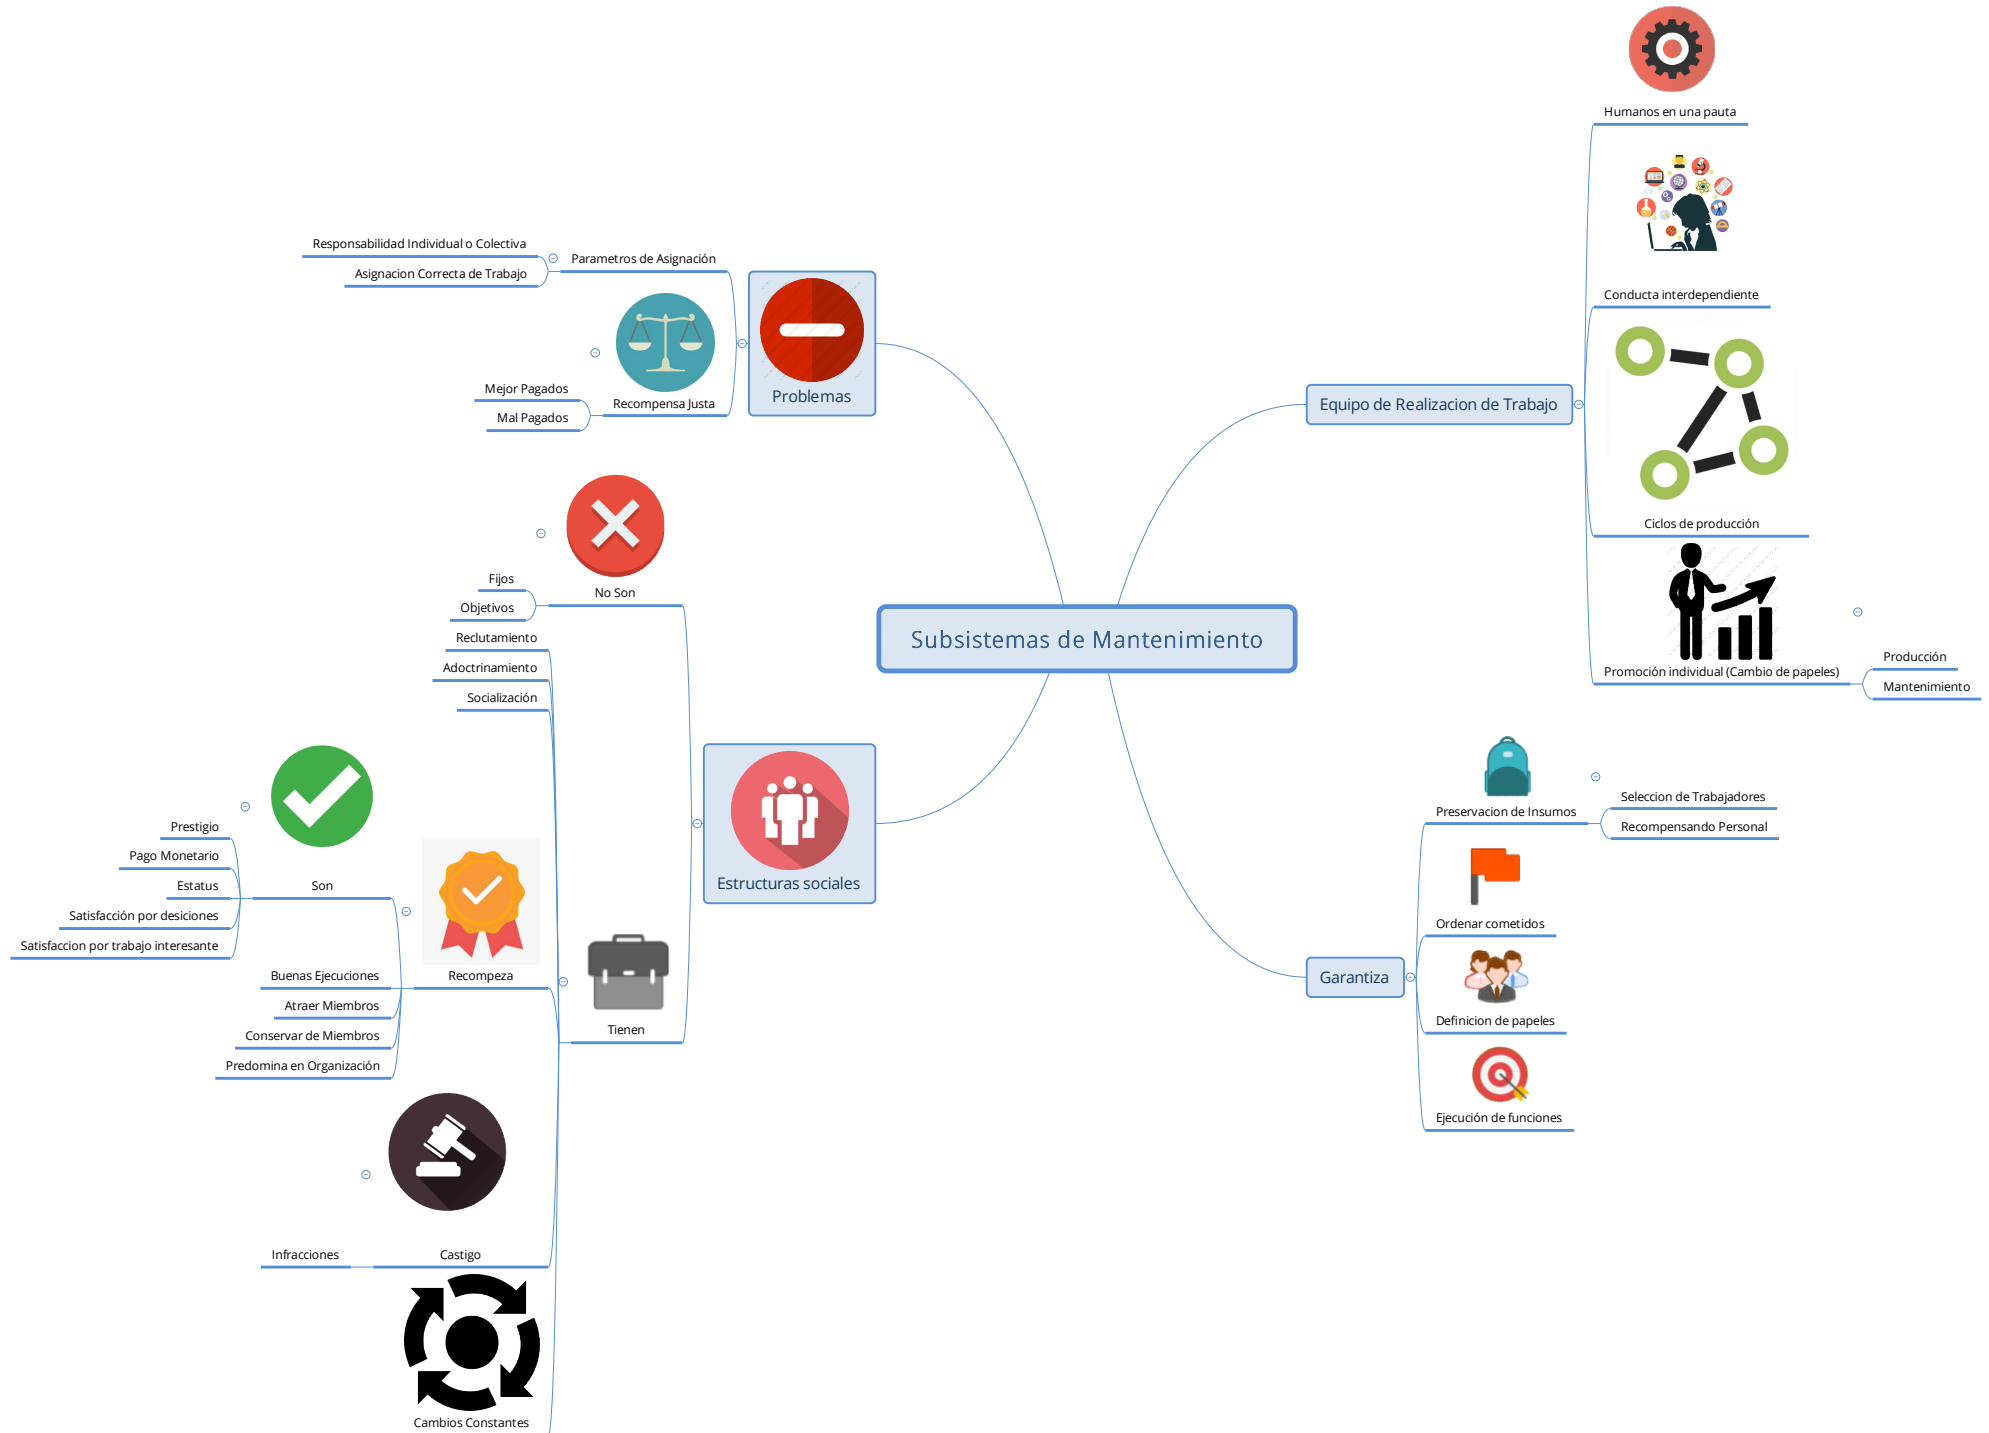 Subsistemas de Mantenimiento
Equipo de Realizacion de Trabajo
Humanos en una pauta
Conducta interdependiente
Ciclos de producción
Promoción individual (Cambio de papeles)
Producción
Mantenimiento
Garantiza
Preservacion de Insumos
Seleccion de Trabajadores
Recompensando Personal
Ordenar cometidos
Definicion de papeles
Ejecución de funciones
Problemas
Parametros de Asignación
Responsabilidad Individual o Colectiva
Asignacion Correcta de Trabajo
Recompensa Justa
Mejor Pagados
Mal Pagados
Estructuras sociales
No Son
Fijos
Objetivos
Tienen
Reclutamiento
Adoctrinamiento
Socialización
Recompeza
Son
Prestigio
Pago Monetario
Estatus
Satisfacción por desiciones
Satisfaccion por trabajo interesante
Buenas Ejecuciones
Atraer Miembros
Conservar de Miembros
Predomina en Organización
Castigo
Infracciones
Cambios Constantes